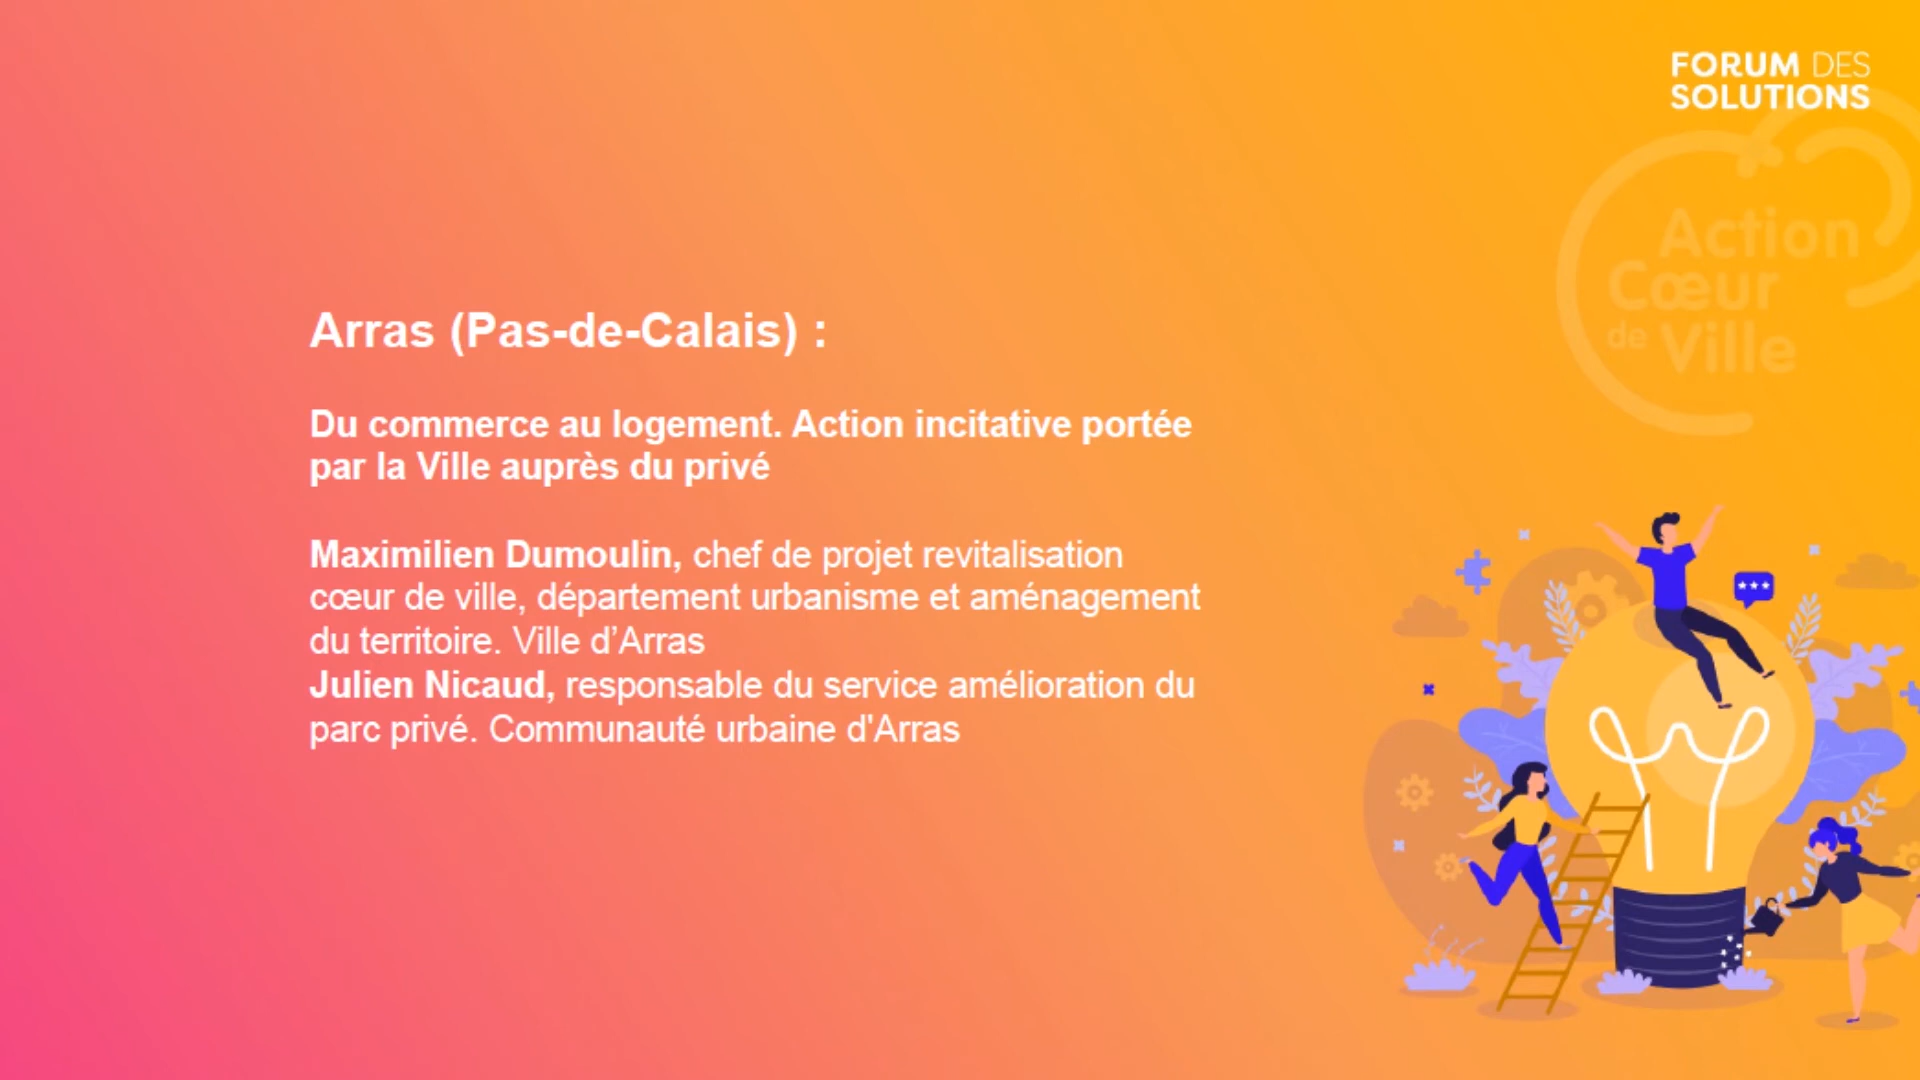 FORUM DES
SOLUTIONS
Action
Cœur
de Ville
Arras (Pas-de-Calais) :
Du commerce au logement. Action incitative portée
par la Ville auprès du privé
Maximilien Dumoulin, chef de projet revitalisation
cœur de ville, département urbanisme et aménagement
du territoire. Ville d’Arras
Julien Nicaud, responsable du service amélioration du
parc privé. Communauté urbaine d'Arras